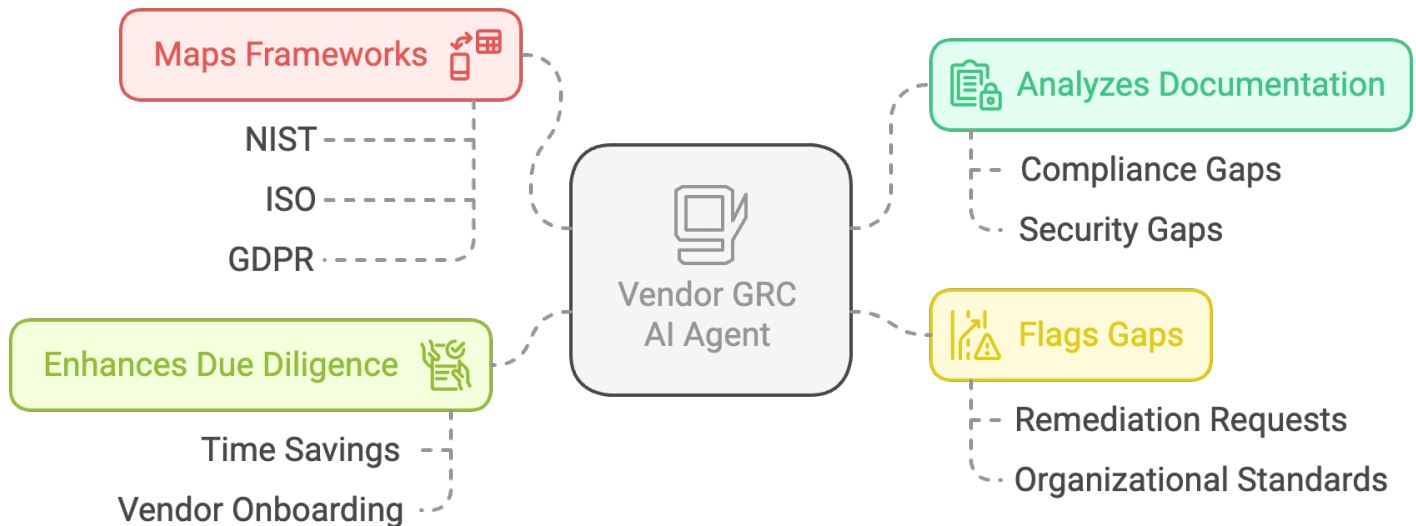 Maps Frameworks
NIST
ISO
GDPR
Enhances Due Diligence
Time Savings
Vendor Onboarding
Vendor GRC
AI Agent
Analyzes Documentation
Compliance Gaps
Security Gaps
Flags Gaps
Remediation Requests
Organizational Standards